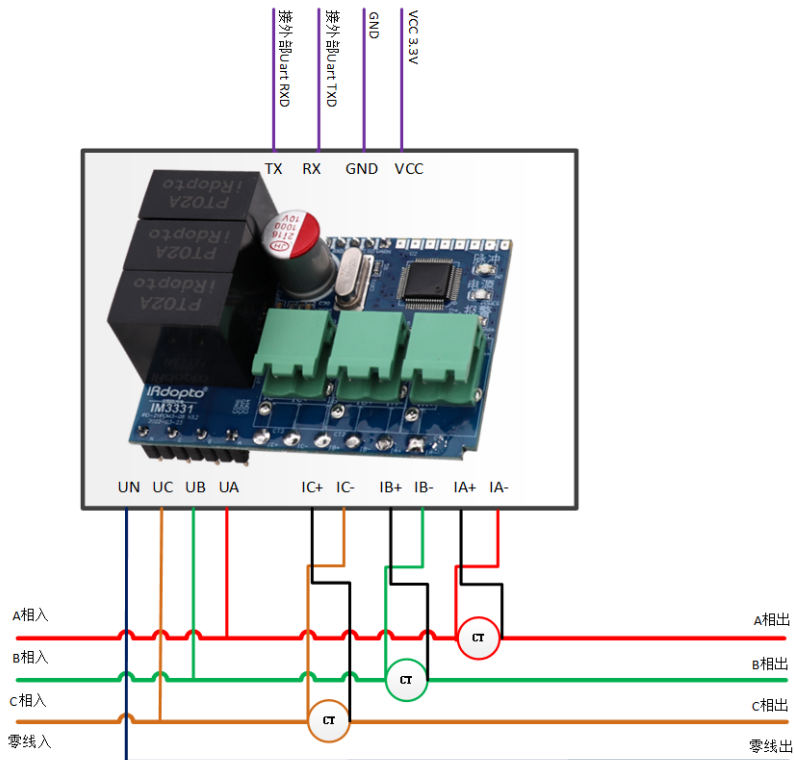 接外部Uart RXD
接外部Uart TXD
GND
VCC 3.3V
TX RX GND VCC
PT02A
iRdopto
PT02A
iRdopto
PT02A
iRdopto
10V
1000
iRdopto
IM3331
UN UC UB UA IC+ IC- IB+ IB- IA+ IA-
A相入
A相出
CT
B相入
B相出
CT
C相入
C相出
CT
零线入
零线出